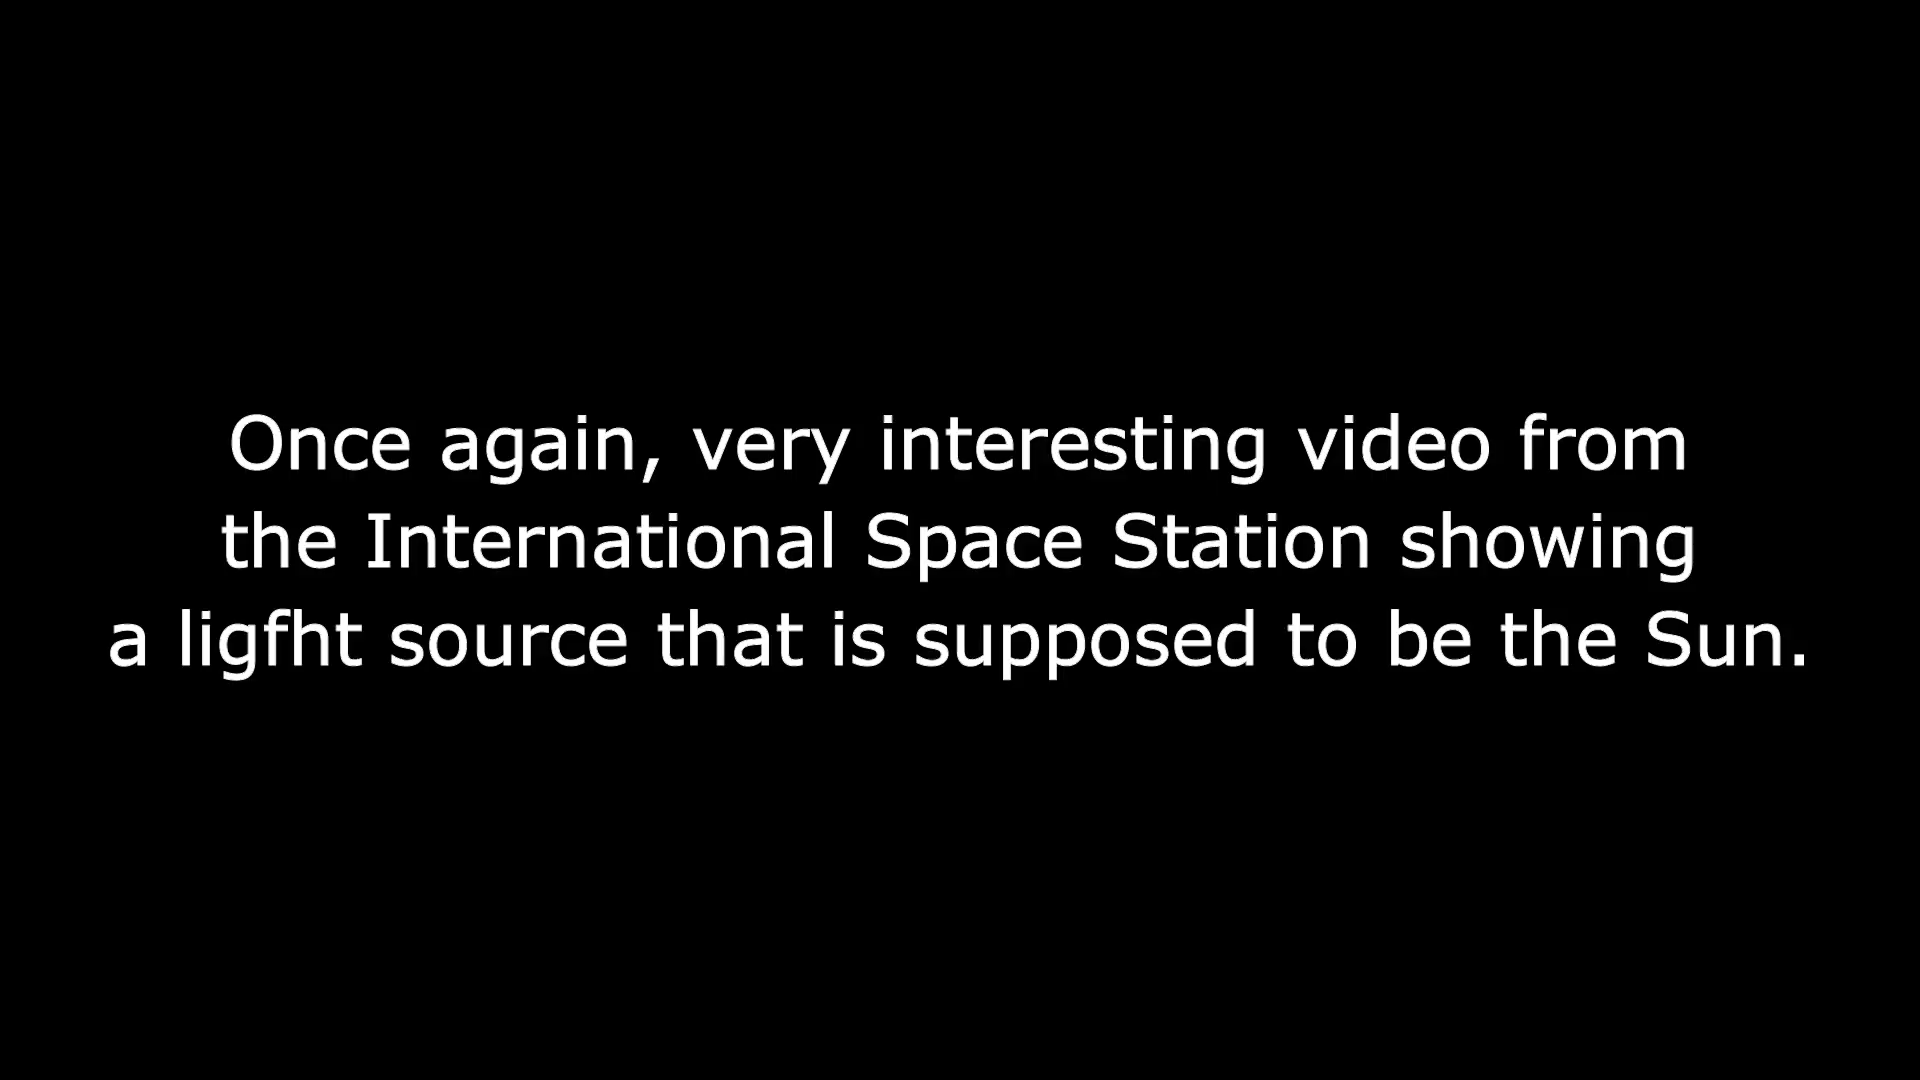 Once again, very interesting video from
the International Space Station showing
a ligfht source that is supposed to be the Sun.